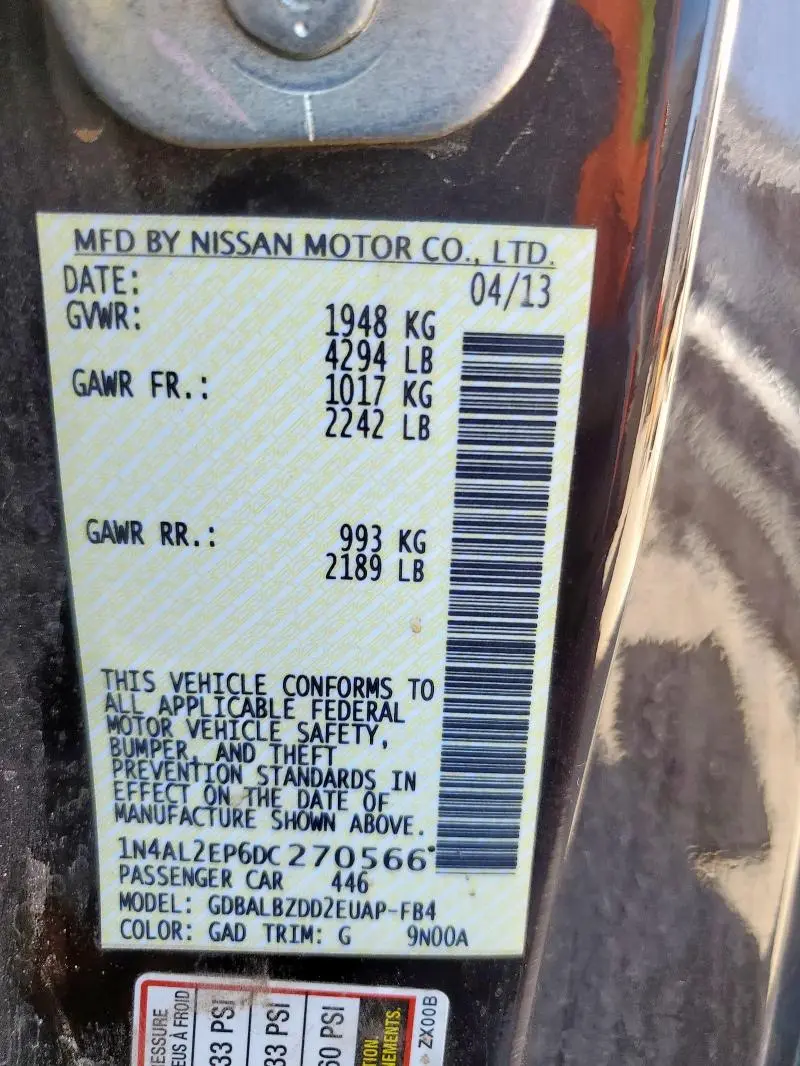 MFD BY NISSAN MOTOR CO., LTD.
DATE: 04/13
GVWR: 1948 KG
4294 LB
GAWR FR.: 1017 KG
2242 LB
GAWR RR.: 993 KG
2189 LB
THIS VEHICLE CONFORMS TO
ALL APPLICABLE FEDERAL
MOTOR VEHICLE SAFETY,
BUMPER, AND THEFT
PREVENTION STANDARDS IN
EFFECT ON THE DATE OF
MANUFACTURE SHOWN ABOVE.
1N4AL2EP6DC270566
PASSENGER CAR 446
MODEL: GDBALBZDD2EUAP-FB4
COLOR: GAD TRIM: G 9N00A
À FROID
33 PSI
33 PSI
60 PSI
ZX00B